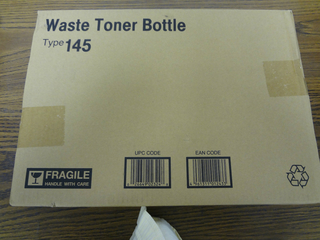 Waste Toner Bottle
Type 145
UPC CODE
EAN CODE
FRAGILE
HANDLE WITH CARE